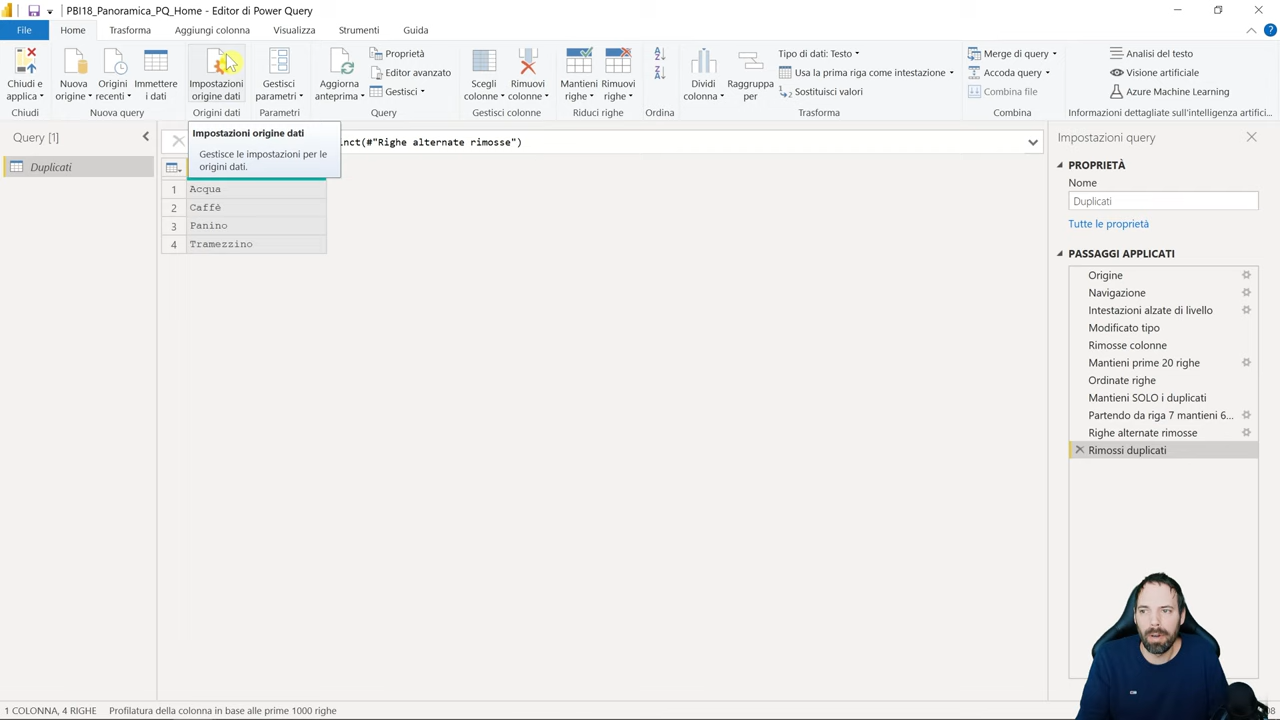 PBI18_Panoramica_PQ_Home - Editor di Power Query
File Home Trasforma Aggiungi colonna Visualizza Strumenti Guida
Chiudi e applica
Nuova origine
Origini recenti
Immettere i dati
Impostazioni origine dati
Gestisci parametri
Aggiorna anteprima
Proprietà
Editor avanzato
Gestisci
Scegli colonne
Rimuovi colonne
Mantieni righe
Rimuovi righe
Dividi colonna
Raggruppa per
Tipo di dati: Testo
Usa la prima riga come intestazione
Sostituisci valori
Merge di query
Accoda query
Combina file
Analisi del testo
Visione artificiale
Azure Machine Learning
Chiudi Nuova query Origini dati Parametri Query Gestisci colonne Riduci righe Ordina Trasforma Combina Informazioni dettagliate sull'intelligenza artific...
Query [1]
Duplicati
Impostazioni origine dati
Gestisce le impostazioni per le
origini dati.
inct(#"Righe alternate rimosse")
1 Acqua
2 Caffè
3 Panino
4 Tramezzino
Impostazioni query
PROPRIETÀ
Nome
Duplicati
Tutte le proprietà
PASSAGGI APPLICATI
Origine
Navigazione
Intestazioni alzate di livello
Modificato tipo
Rimosse colonne
Mantieni prime 20 righe
Ordinate righe
Mantieni SOLO i duplicati
Partendo da riga 7 mantieni 6...
Righe alternate rimosse
Rimossi duplicati
1 COLONNA, 4 RIGHE Profilatura della colonna in base alle prime 1000 righe